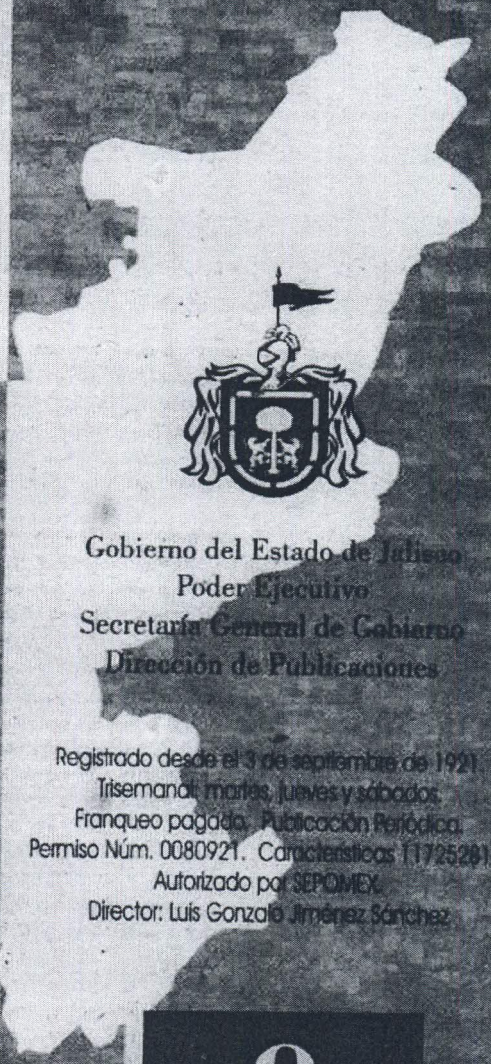 Gobierno del Estado de Jalisco
Poder Ejecutivo
Secretaría General de Gobierno
Dirección de Publicaciones
Registrado desde el 3 de septiembre de 1921.
Trisemanal: martes, jueves y sábados.
Franqueo pagado. Publicación Periódica.
Permiso Núm. 0080921. Características 117252816
Autorizado por SEPOMEX.
Director: Luis Gonzalo Jiménez Sánchez